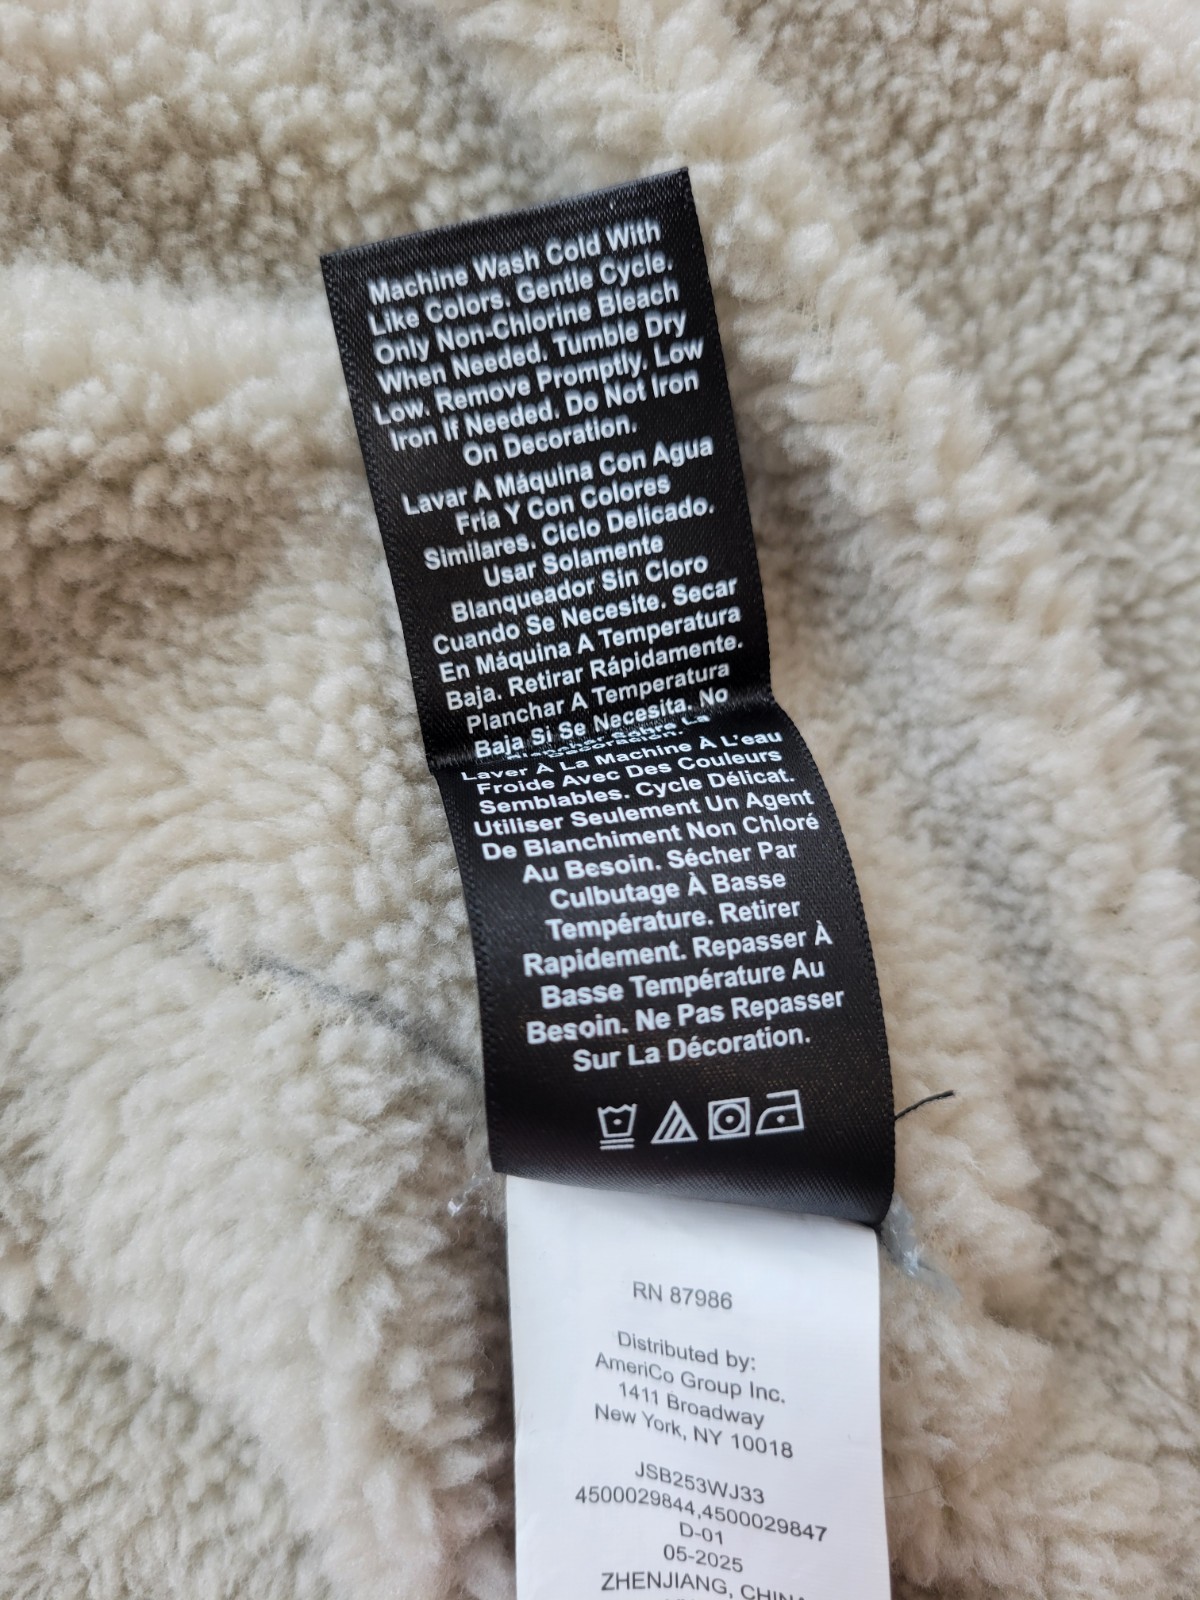 Machine Wash Cold With
Like Colors. Gentle Cycle.
Only Non-Chlorine Bleach
When Needed. Tumble Dry
Low. Remove Promptly. Low
Iron If Needed. Do Not Iron
On Decoration.
Lavar A Máquina Con Agua
Fría Y Con Colores
Similares. Ciclo Delicado.
Usar Solamente
Blanqueador Sin Cloro
Cuando Se Necesite. Secar
En Máquina A Temperatura
Baja. Retirar Rápidamente.
Planchar A Temperatura
Baja Si Se Necesita. No
Planchar Sobre La
Decoración.
Laver À La Machine À L'eau
Froide Avec Des Couleurs
Semblables. Cycle Délicat.
Utiliser Seulement Un Agent
De Blanchiment Non Chloré
Au Besoin. Sécher Par
Culbutage À Basse
Température. Retirer
Rapidement. Repasser À
Basse Température Au
Besoin. Ne Pas Repasser
Sur La Décoration.
RN 87986
Distributed by:
AmeriCo Group Inc.
1411 Broadway
New York, NY 10018
JSB253WJ33
4500029844,4500029847
D-01
05-2025
ZHENJIANG, CHINA